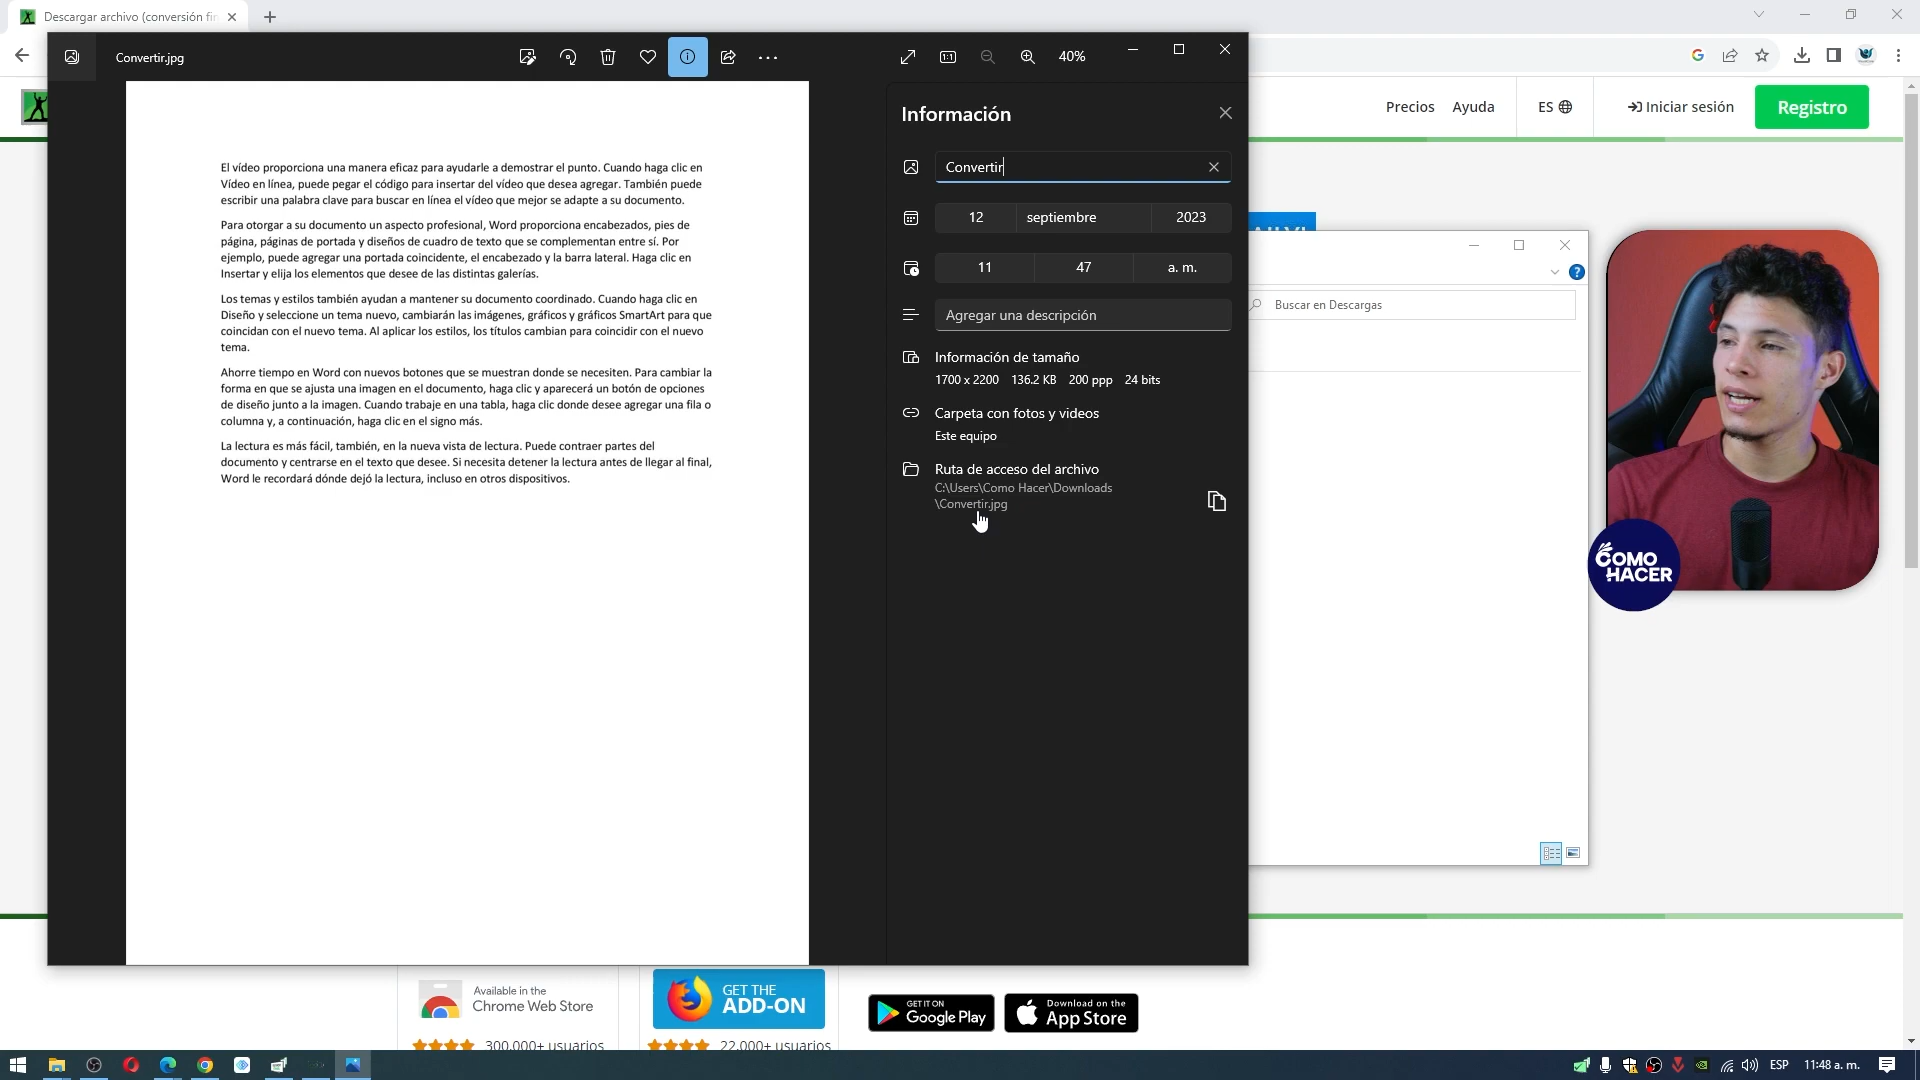 Descargar archivo (conversión fin
Convertir.jpg
40%
Precios
Ayuda
ES
Iniciar sesión
Registro
Información
Convertir
12 septiembre 2023
11 47 a. m.
Agregar una descripción
Información de tamaño
1700 x 2200 136.2 KB 200 ppp 24 bits
Carpeta con fotos y videos
Este equipo
Ruta de acceso del archivo
C:\Users\Como Hacer\Downloads
\Convertir.jpg
El vídeo proporciona una manera eficaz para ayudarle a demostrar el punto. Cuando haga clic en
Vídeo en línea, puede pegar el código para insertar del vídeo que desea agregar. También puede
escribir una palabra clave para buscar en línea el vídeo que mejor se adapte a su documento.
Para otorgar a su documento un aspecto profesional, Word proporciona encabezados, pies de
página, páginas de portada y diseños de cuadro de texto que se complementan entre sí. Por
ejemplo, puede agregar una portada coincidente, el encabezado y la barra lateral. Haga clic en
Insertar y elija los elementos que desee de las distintas galerías.
Los temas y estilos también ayudan a mantener su documento coordinado. Cuando haga clic en
Diseño y seleccione un tema nuevo, cambiarán las imágenes, gráficos y gráficos SmartArt para que
coincidan con el nuevo tema. Al aplicar los estilos, los títulos cambian para coincidir con el nuevo
tema.
Ahorre tiempo en Word con nuevos botones que se muestran donde se necesiten. Para cambiar la
forma en que se ajusta una imagen en el documento, haga clic y aparecerá un botón de opciones
de diseño junto a la imagen. Cuando trabaje en una tabla, haga clic donde desee agregar una fila o
columna y, a continuación, haga clic en el signo más.
La lectura es más fácil, también, en la nueva vista de lectura. Puede contraer partes del
documento y centrarse en el texto que desee. Si necesita detener la lectura antes de llegar al final,
Word le recordará dónde dejó la lectura, incluso en otros dispositivos.
Buscar en Descargas
COMO
HACER
Available in the
Chrome Web Store
300,000+ usuarios
GET THE
ADD-ON
22,000+ usuarios
GET IT ON
Google Play
Download on the
App Store
ESP
11:48 a. m.